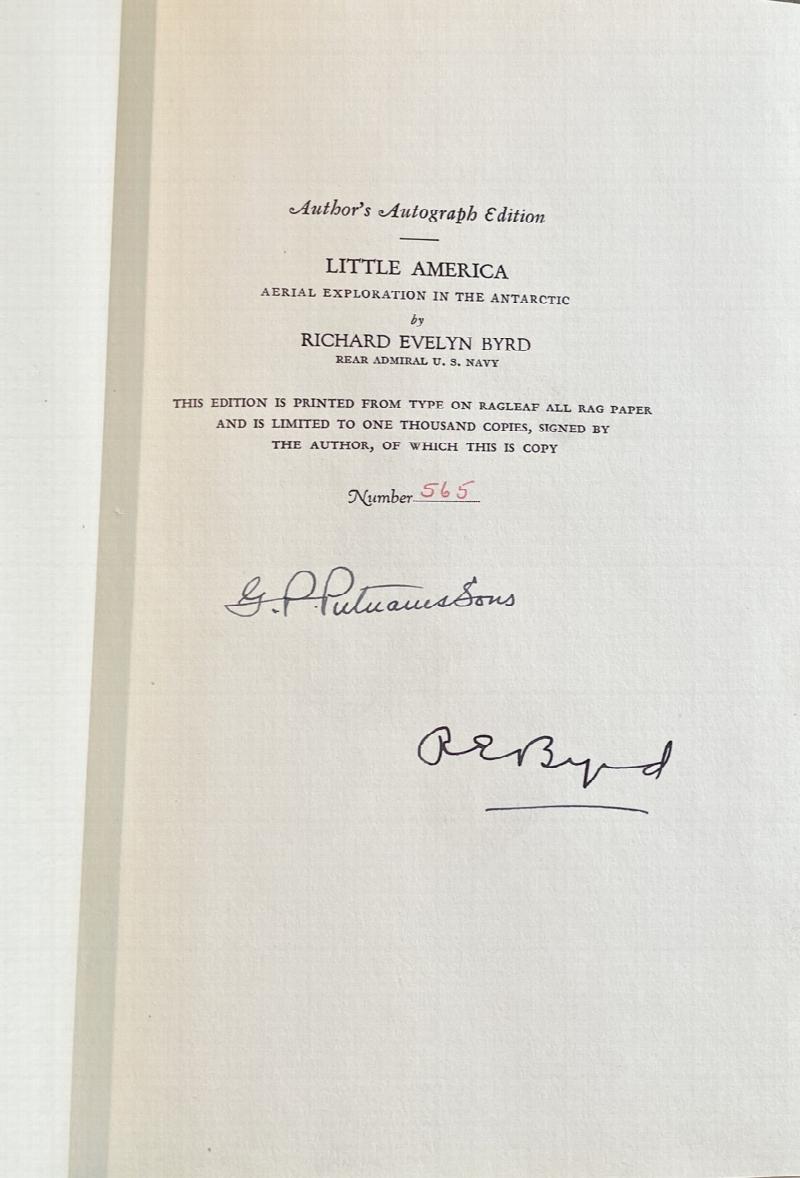 Author's Autograph Edition
LITTLE AMERICA
AERIAL EXPLORATION IN THE ANTARCTIC
by
RICHARD EVELYN BYRD
REAR ADMIRAL U. S. NAVY
THIS EDITION IS PRINTED FROM TYPE ON RAGLEAF ALL RAG PAPER
AND IS LIMITED TO ONE THOUSAND COPIES, SIGNED BY
THE AUTHOR, OF WHICH THIS IS COPY
Number 565
G. P. Putnams Sons
R E Byrd